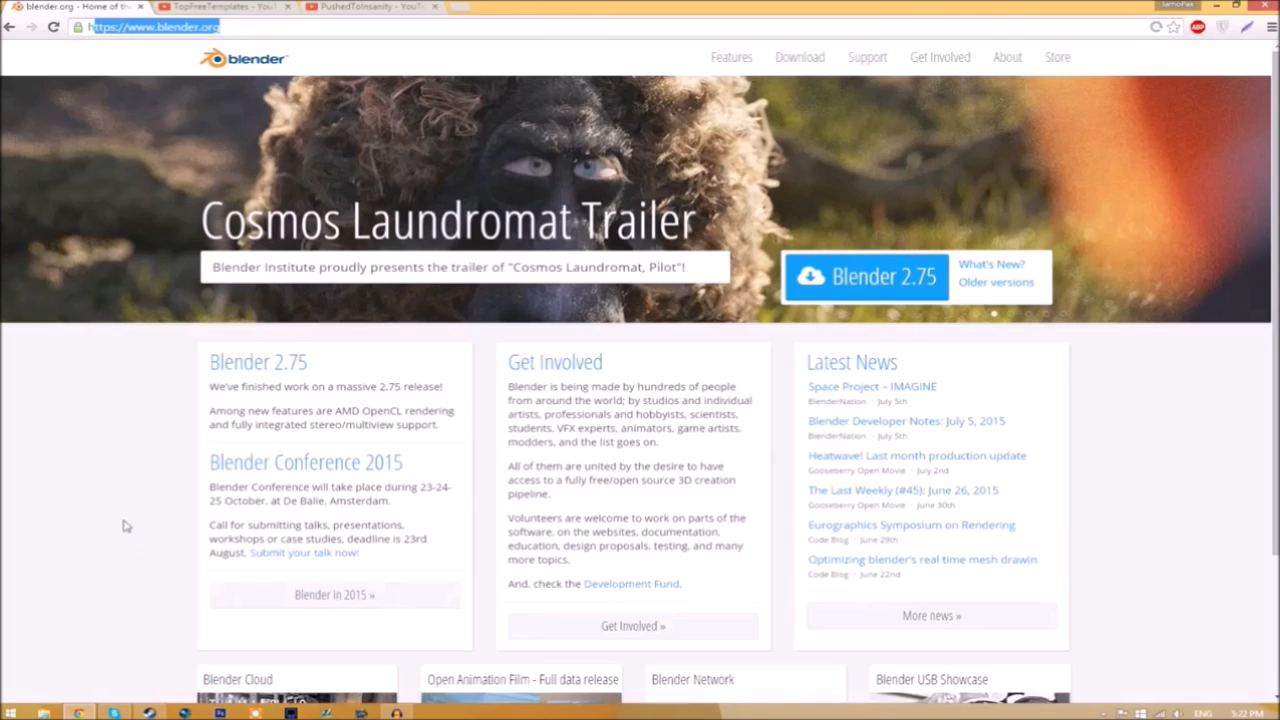 blender.org - Home of th
TopFreeTemplates - YouT
PushedToInsanity - YouTu
https://www.blender.org
ABP
blender
Features Download Support Get Involved About Store
Cosmos Laundromat Trailer
Blender Institute proudly presents the trailer of "Cosmos Laundromat, Pilot"!
Blender 2.75
What's New?
Older versions
Blender 2.75
We've finished work on a massive 2.75 release!
Among new features are AMD OpenCL rendering
and fully integrated stereo/multiview support.
Blender Conference 2015
Blender Conference will take place during 23-24-
25 October, at De Balie, Amsterdam.
Call for submitting talks, presentations,
workshops or case studies, deadline is 23rd
August. Submit your talk now!
Blender in 2015 »
Get Involved
Blender is being made by hundreds of people
from around the world; by studios and individual
artists, professionals and hobbyists, scientists,
students, VFX experts, animators, game artists,
modders, and the list goes on.
All of them are united by the desire to have
access to a fully free/open source 3D creation
pipeline.
Volunteers are welcome to work on parts of the
software, on the websites, documentation,
education, design proposals, testing, and many
more topics.
And, check the Development Fund.
Get Involved »
Latest News
Space Project – IMAGINE
BlenderNation · July 5th
Blender Developer Notes: July 5, 2015
BlenderNation · July 5th
Heatwave! Last month production update
Gooseberry Open Movie · July 2nd
The Last Weekly (#45): June 26, 2015
Gooseberry Open Movie · June 30th
Eurographics Symposium on Rendering
Code Blog · June 29th
Optimizing blender's real time mesh drawin
Code Blog · June 22nd
More news »
Blender Cloud
Open Animation Film - Full data release
Blender Network
Blender USB Showcase
ENG 5:22 PM